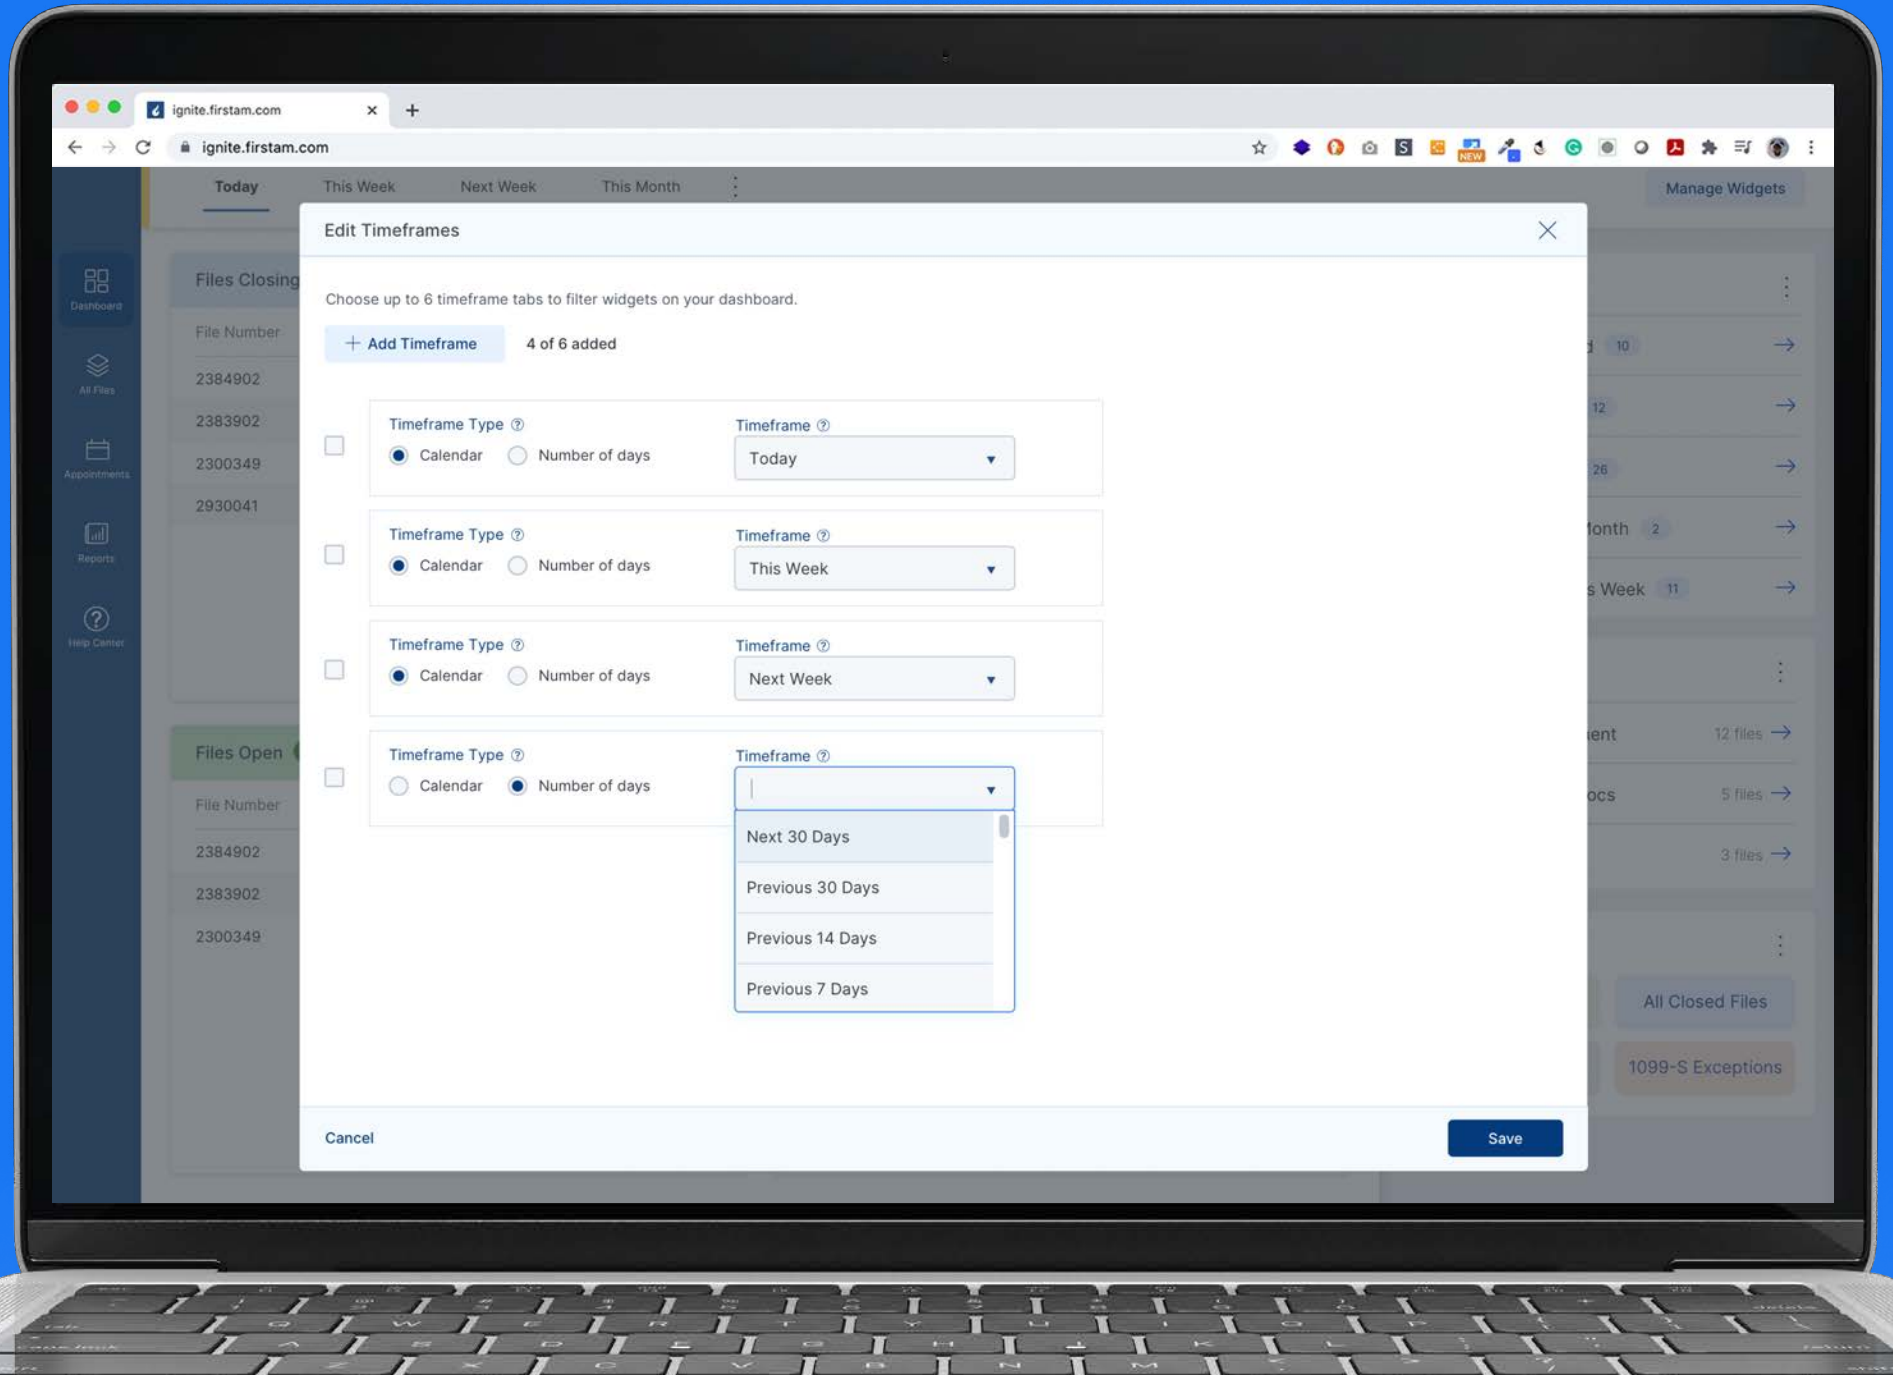 ignite.firstam.com
ignite.firstam.com
NEW
Today This Week Next Week This Month
Manage Widgets
Edit Timeframes
Choose up to 6 timeframe tabs to filter widgets on your dashboard.
+ Add Timeframe 4 of 6 added
Timeframe Type
Calendar Number of days
Timeframe
Today
Timeframe Type
Calendar Number of days
Timeframe
This Week
Timeframe Type
Calendar Number of days
Timeframe
Next Week
Timeframe Type
Calendar Number of days
Timeframe
Next 30 Days
Previous 30 Days
Previous 14 Days
Previous 7 Days
Cancel
Save
Dashboard
All Files
Appointments
Reports
Help Center
Files Closing
File Number
2384902
2383902
2300349
2930041
Files Open
File Number
2384902
2383902
2300349
10
12
26
Month 2
s Week 11
12 files
ocs 5 files
3 files
All Closed Files
1099-S Exceptions